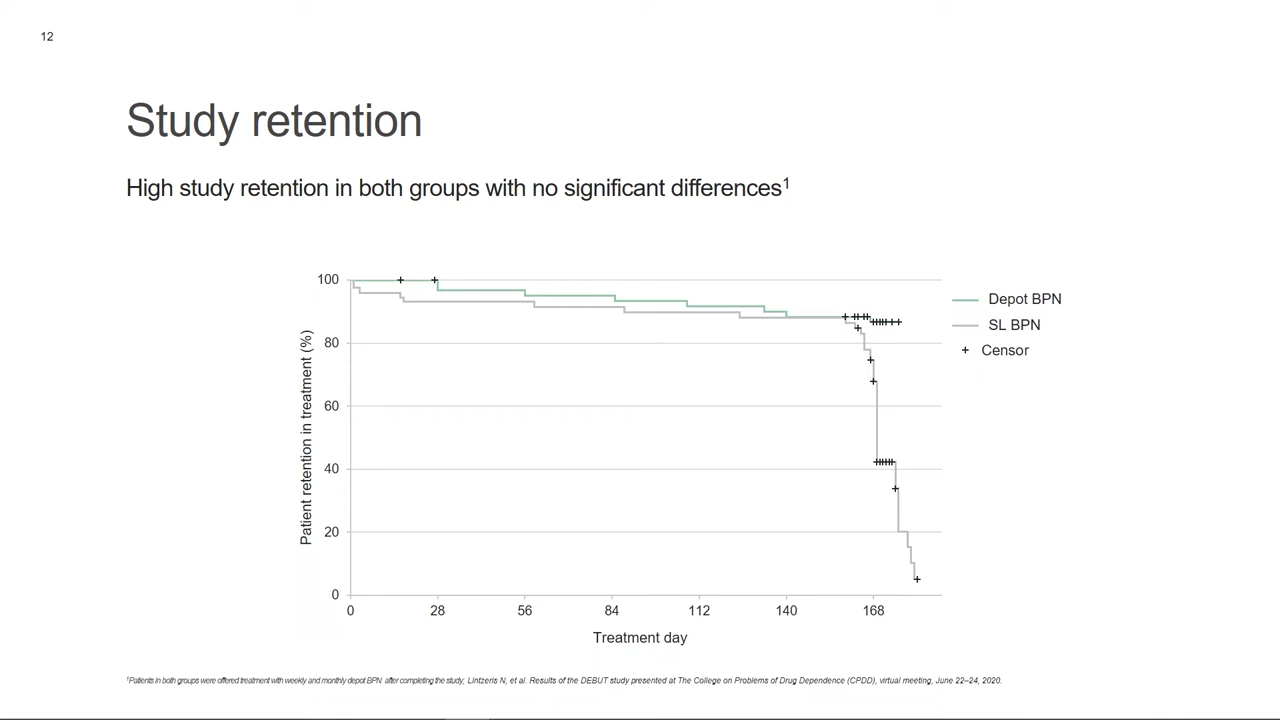 12
Study retention
High study retention in both groups with no significant differences¹
100
80
60
40
20
0
Patient retention in treatment (%)
0 28 56 84 112 140 168
Treatment day
Depot BPN
SL BPN
+ Censor
¹Patients in both groups were offered treatment with weekly and monthly depot BPN after completing the study; Lintzeris N, et al. Results of the DEBUT study presented at The College on Problems of Drug Dependence (CPDD), virtual meeting, June 22–24, 2020.